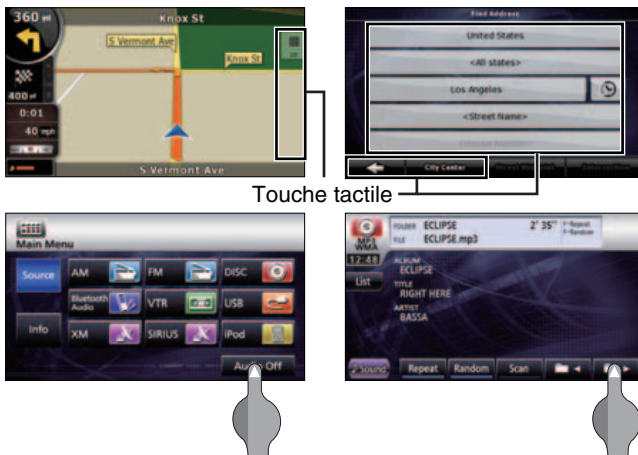 360
Knox St
S Vermont Ave
Knox St
400
0:01
40 mph
S Vermont Ave
Find Address
United States
<All states>
Los Angeles
<Street Name>
City Center
Touche tactile
Main Menu
Source
AM
FM
DISC
Bluetooth Audio
VTR
USB
Info
XM
SIRIUS
iPod
Audio Off
MP3
WMA
FOLDER ECLIPSE 2' 35"
FILE ECLIPSE.mp3
F-Repeat
F-Random
12:48
List
ALBUM
ECLIPSE
TITLE
RIGHT HERE
ARTIST
BASSA
Sound
Repeat
Random
Scan